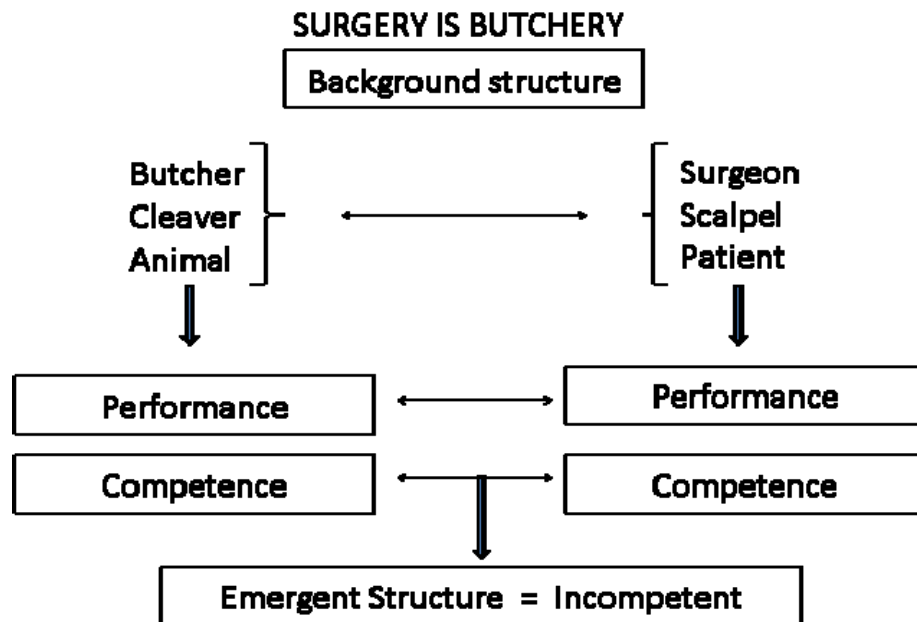 SURGERY IS BUTCHERY
Background structure
Butcher
Cleaver
Animal
Surgeon
Scalpel
Patient
Performance
Performance
Competence
Competence
Emergent Structure = Incompetent